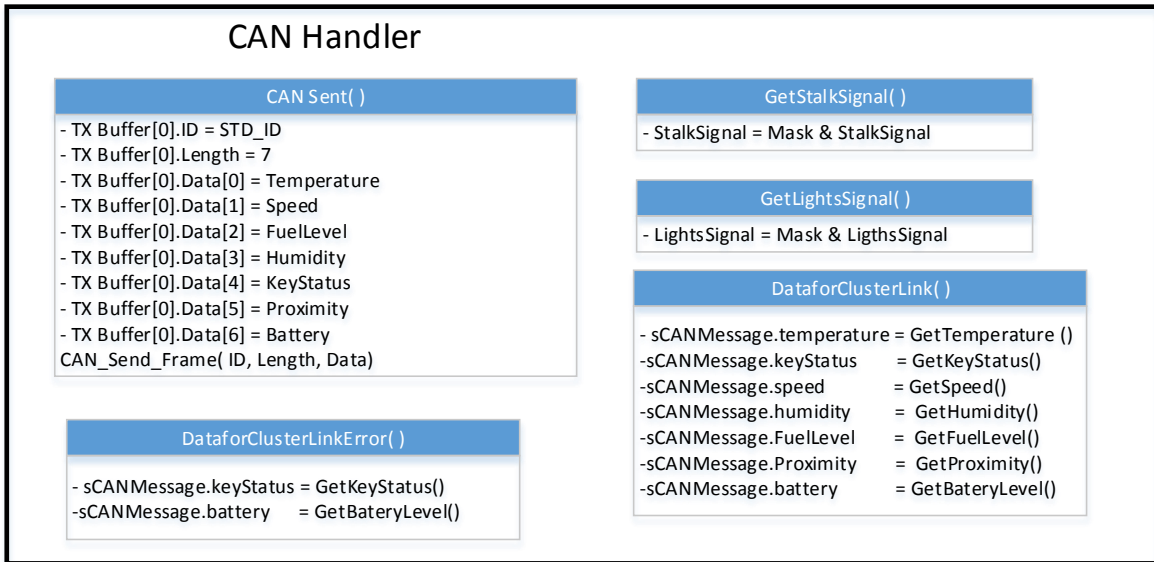 CAN Handler
CAN Sent( )
- TX Buffer[0].ID = STD_ID
- TX Buffer[0].Length = 7
- TX Buffer[0].Data[0] = Temperature
- TX Buffer[0].Data[1] = Speed
- TX Buffer[0].Data[2] = FuelLevel
- TX Buffer[0].Data[3] = Humidity
- TX Buffer[0].Data[4] = KeyStatus
- TX Buffer[0].Data[5] = Proximity
- TX Buffer[0].Data[6] = Battery
CAN_Send_Frame( ID, Length, Data)
DataforClusterLinkError( )
- sCANMessage.keyStatus = GetKeyStatus()
-sCANMessage.battery = GetBateryLevel()
GetStalkSignal( )
- StalkSignal = Mask & StalkSignal
GetLightsSignal( )
- LightsSignal = Mask & LigthsSignal
DataforClusterLink( )
- sCANMessage.temperature = GetTemperature ()
-sCANMessage.keyStatus = GetKeyStatus()
-sCANMessage.speed = GetSpeed()
-sCANMessage.humidity = GetHumidity()
-sCANMessage.FuelLevel = GetFuelLevel()
-sCANMessage.Proximity = GetProximity()
-sCANMessage.battery = GetBateryLevel()